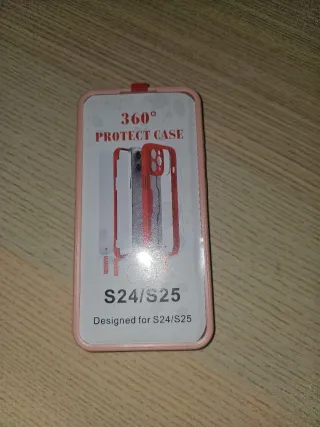 360°
PROTECT CASE
S24/S25
Designed for S24/S25